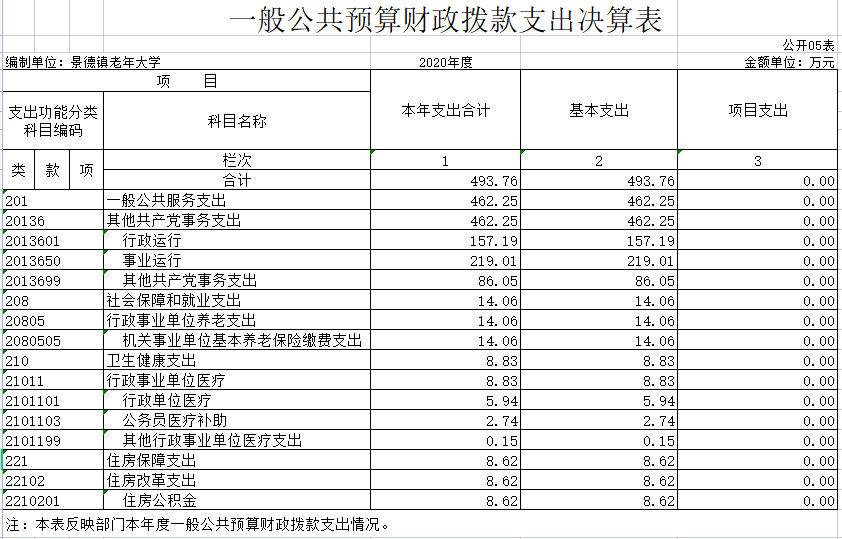 一般公共预算财政拨款支出决算表
公开05表
编制单位：景德镇老年大学 2020年度 金额单位：万元
项 目 本年支出合计 基本支出 项目支出
支出功能分类科目编码 科目名称
类 款 项 栏次 1 2 3
合计 493.76 493.76 0.00
201 一般公共服务支出 462.25 462.25 0.00
20136 其他共产党事务支出 462.25 462.25 0.00
2013601 行政运行 157.19 157.19 0.00
2013650 事业运行 219.01 219.01 0.00
2013699 其他共产党事务支出 86.05 86.05 0.00
208 社会保障和就业支出 14.06 14.06 0.00
20805 行政事业单位养老支出 14.06 14.06 0.00
2080505 机关事业单位基本养老保险缴费支出 14.06 14.06 0.00
210 卫生健康支出 8.83 8.83 0.00
21011 行政事业单位医疗 8.83 8.83 0.00
2101101 行政单位医疗 5.94 5.94 0.00
2101103 公务员医疗补助 2.74 2.74 0.00
2101199 其他行政事业单位医疗支出 0.15 0.15 0.00
221 住房保障支出 8.62 8.62 0.00
22102 住房改革支出 8.62 8.62 0.00
2210201 住房公积金 8.62 8.62 0.00
注：本表反映部门本年度一般公共预算财政拨款支出情况。